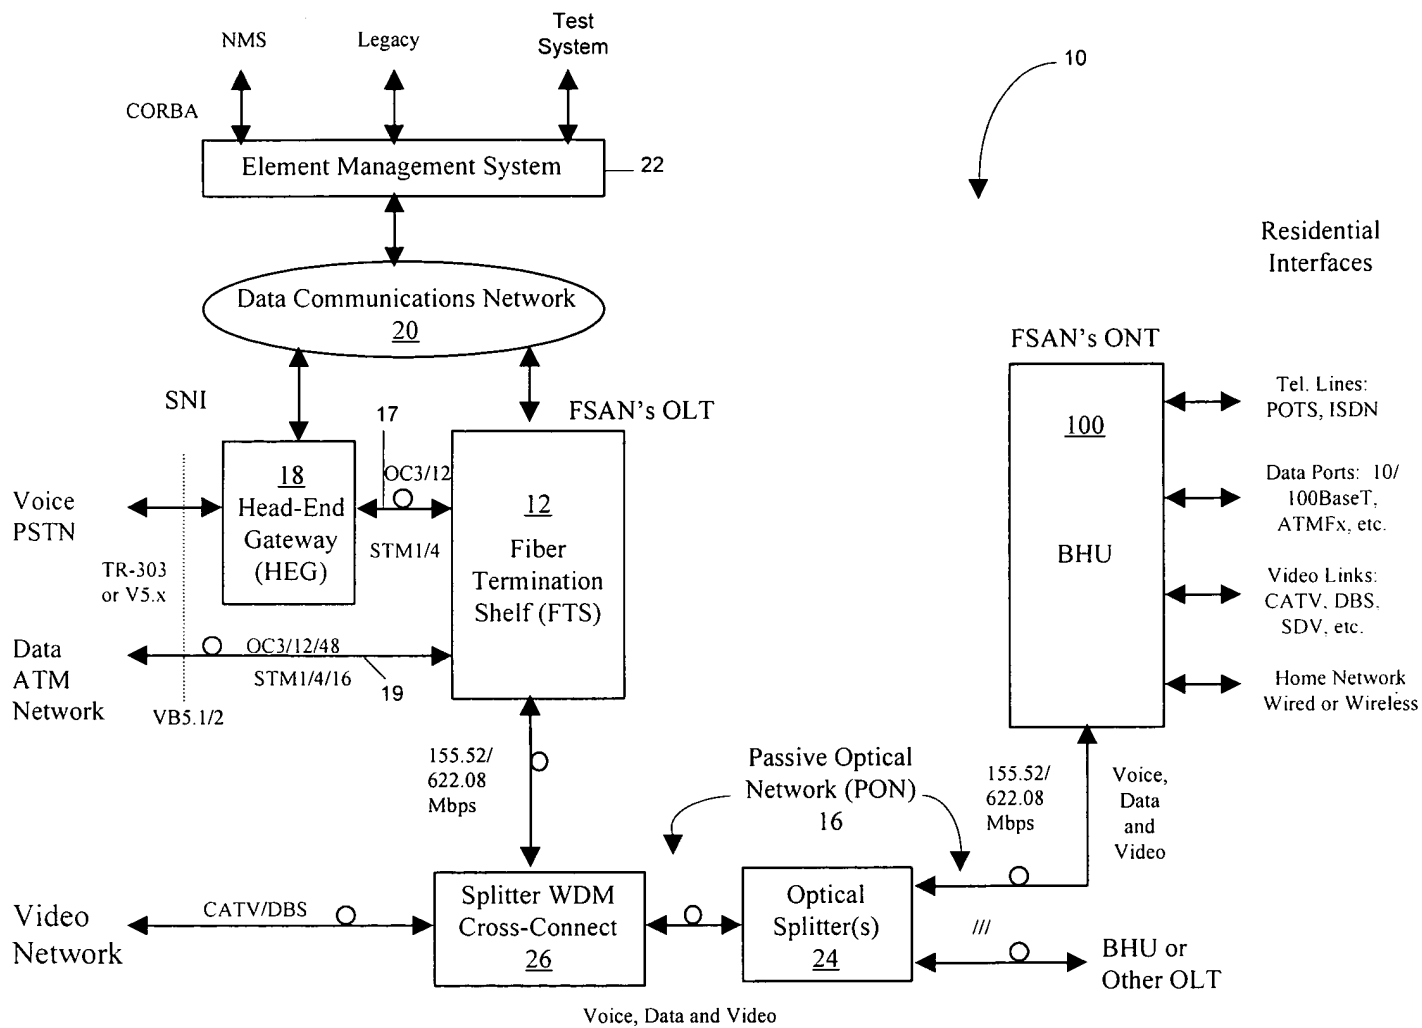 NMS
Legacy
Test
System
10
CORBA
Element Management System
22
Residential
Interfaces
Data Communications Network
20
FSAN's ONT
SNI
17
FSAN's OLT
Tel. Lines:
POTS, ISDN
100
18
OC3/12
Head-End
Gateway
(HEG)
Voice
PSTN
12
Fiber
Termination
Shelf (FTS)
Data Ports: 10/
100BaseT,
ATMFx, etc.
STM1/4
BHU
TR-303
or V5.x
Video Links:
CATV, DBS,
SDV, etc.
Data
ATM
Network
OC3/12/48
STM1/4/16
19
VB5.1/2
Home Network
Wired or Wireless
155.52/
622.08
Mbps
Passive Optical
Network (PON)
16
155.52/
622.08
Mbps
Voice,
Data
and
Video
Video
Network
CATV/DBS
Splitter WDM
Cross-Connect
26
Optical
Splitter(s)
24
///
BHU or
Other OLT
Voice, Data and Video